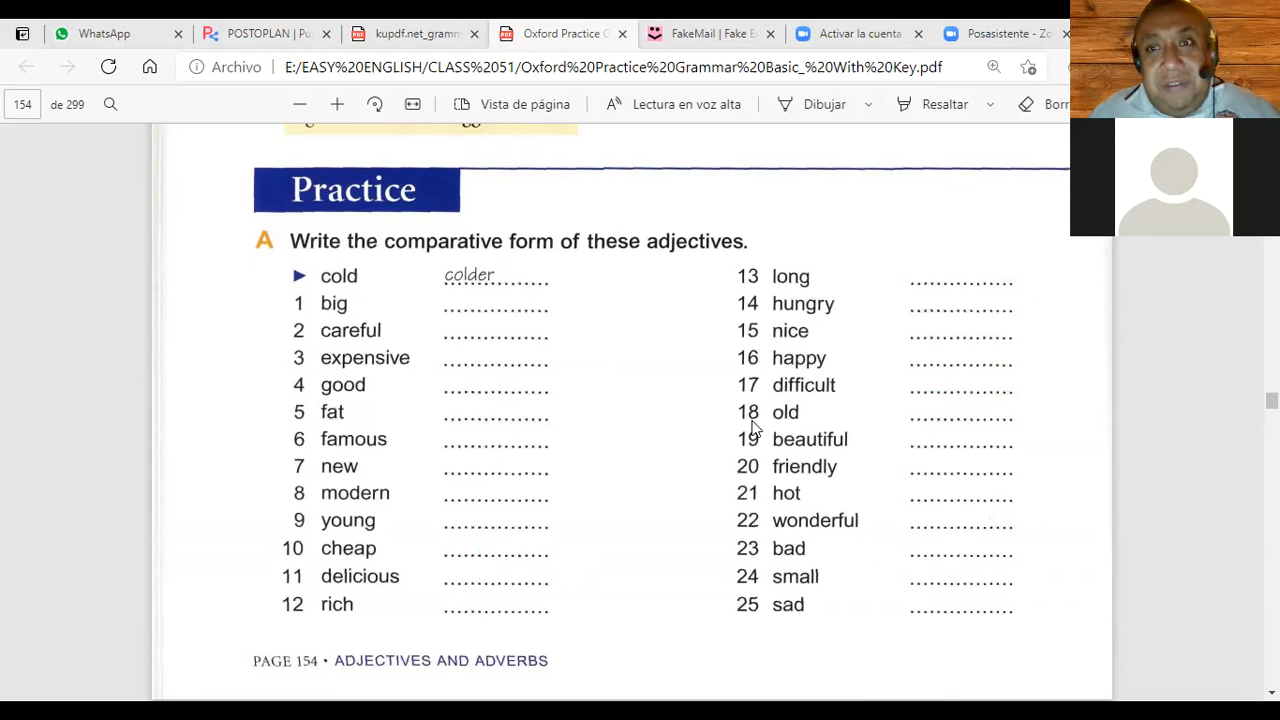 WhatsApp
POSTOPLAN | Pu
kupdf.net_gramm
Oxford Practice G
FakeMail | Fake E
Activar la cuenta
Posasistente - Zo
Archivo
E:/EASY%20ENGLISH/CLASS%2051/Oxford%20Practice%20Grammar%20Basic_%20With%20Key.pdf
154 de 299
Vista de página
Lectura en voz alta
Dibujar
Resaltar
Borr
Practice
A Write the comparative form of these adjectives.
► cold colder
1 big ................
2 careful ................
3 expensive ................
4 good ................
5 fat ................
6 famous ................
7 new ................
8 modern ................
9 young ................
10 cheap ................
11 delicious ................
12 rich ................
13 long ................
14 hungry ................
15 nice ................
16 happy ................
17 difficult ................
18 old ................
19 beautiful ................
20 friendly ................
21 hot ................
22 wonderful ................
23 bad ................
24 small ................
25 sad ................
PAGE 154 • ADJECTIVES AND ADVERBS